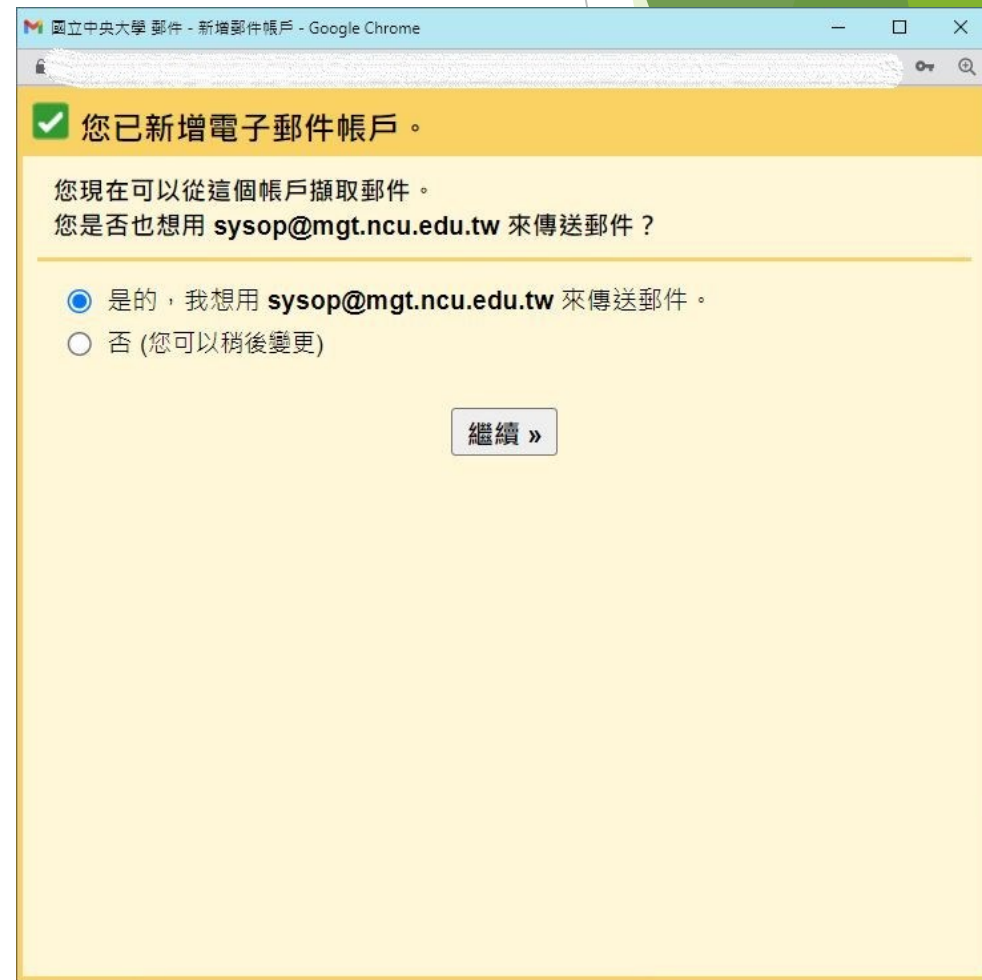 國立中央大學 郵件 - 新增郵件帳戶 - Google Chrome
您已新增電子郵件帳戶。
您現在可以從這個帳戶擷取郵件。
您是否也想用 sysop@mgt.ncu.edu.tw 來傳送郵件？
是的，我想用 sysop@mgt.ncu.edu.tw 來傳送郵件。
否 (您可以稍後變更)
繼續 »